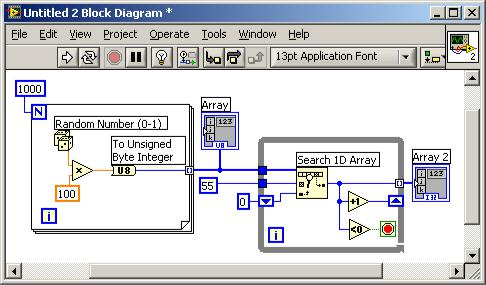 Untitled 2 Block Diagram *
File Edit View Project Operate Tools Window Help
13pt Application Font
2
1000
N
Random Number (0-1)
To Unsigned
Byte Integer
U8
100
i
Array
123
U8
55
0
Search 1D Array
+1
<0
i
Array 2
123
I32